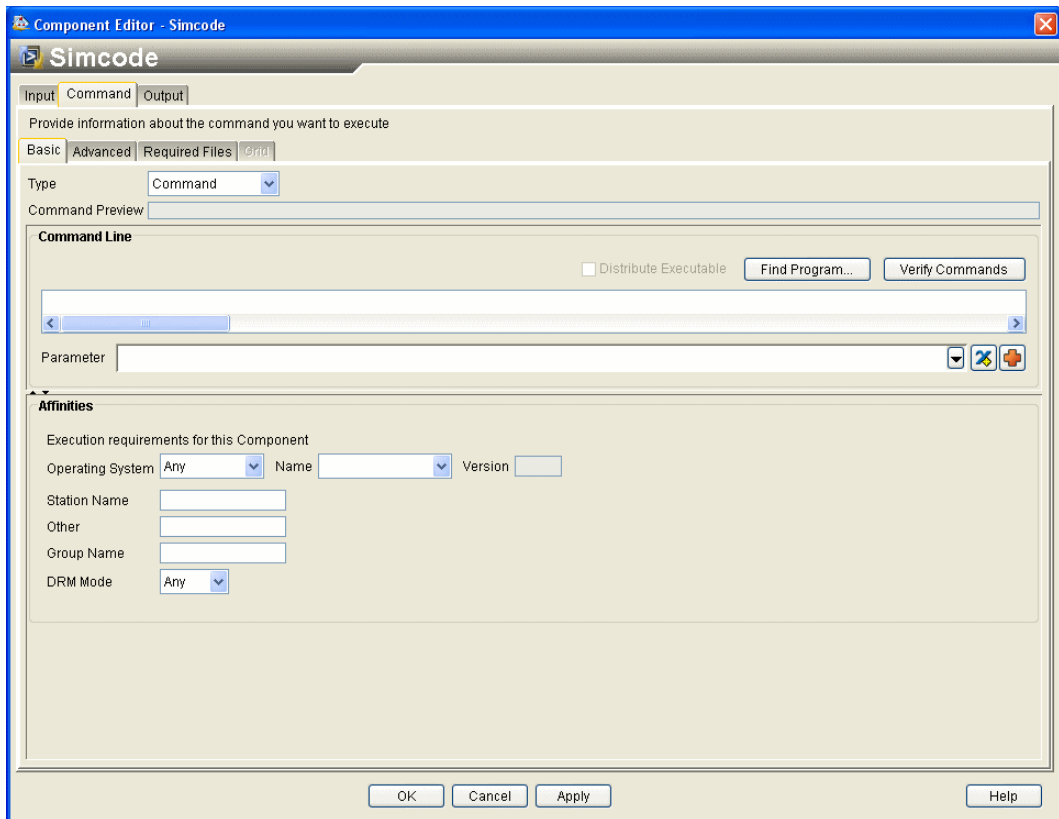 Component Editor - Simcode
Simcode
Input Command Output
Provide information about the command you want to execute
Basic Advanced Required Files Grid
Type Command
Command Preview
Command Line
Distribute Executable Find Program... Verify Commands
Parameter
Affinities
Execution requirements for this Component
Operating System Any Name Version
Station Name
Other
Group Name
DRM Mode Any
OK Cancel Apply Help